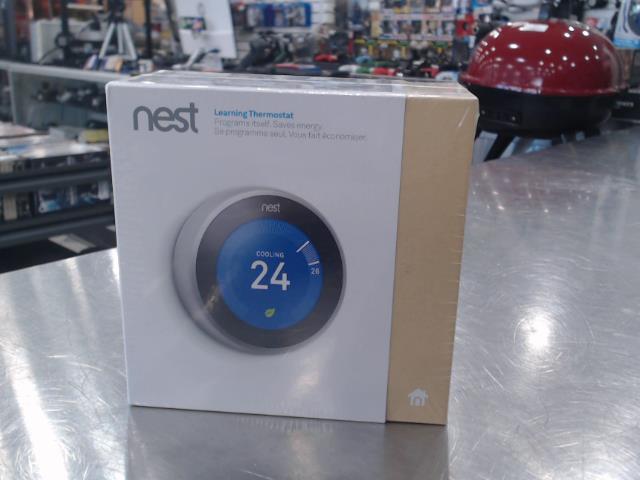 nest
Learning Thermostat
Programs itself. Saves energy.
Se programme seul. Vous fait économiser.
nest
COOLING
24
26